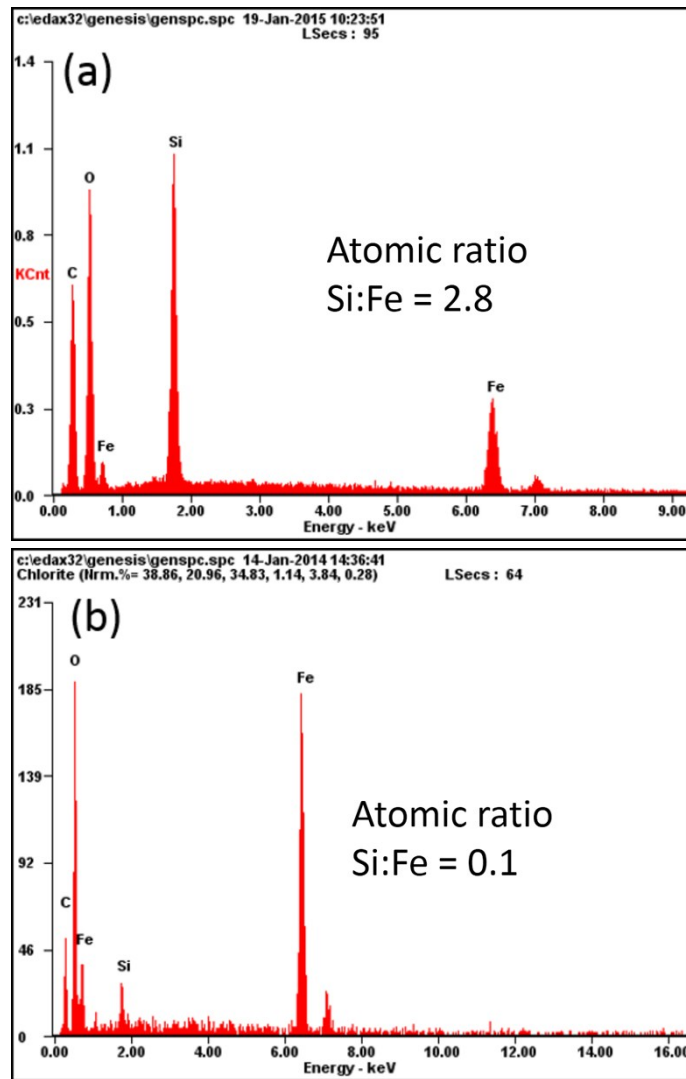 c:\edax32\genesis\genspc.spc 19-Jan-2015 10:23:51
LSecs : 95
1.4
(a)
1.1
Si
O
0.8
Atomic ratio
KCnt
C
Si:Fe = 2.8
0.5
Fe
0.3
Fe
0.0
0.00 1.00 2.00 3.00 4.00 5.00 6.00 7.00 8.00 9.00
Energy - keV
c:\edax32\genesis\genspc.spc 14-Jan-2014 14:36:41
Chlorite (Nrm.%= 38.86, 20.96, 34.83, 1.14, 3.84, 0.28) LSecs : 64
231
(b)
O
Fe
185
139
Atomic ratio
Si:Fe = 0.1
92
C
Fe
46
Si
0
0.00 2.00 4.00 6.00 8.00 10.00 12.00 14.00 16.00
Energy - keV